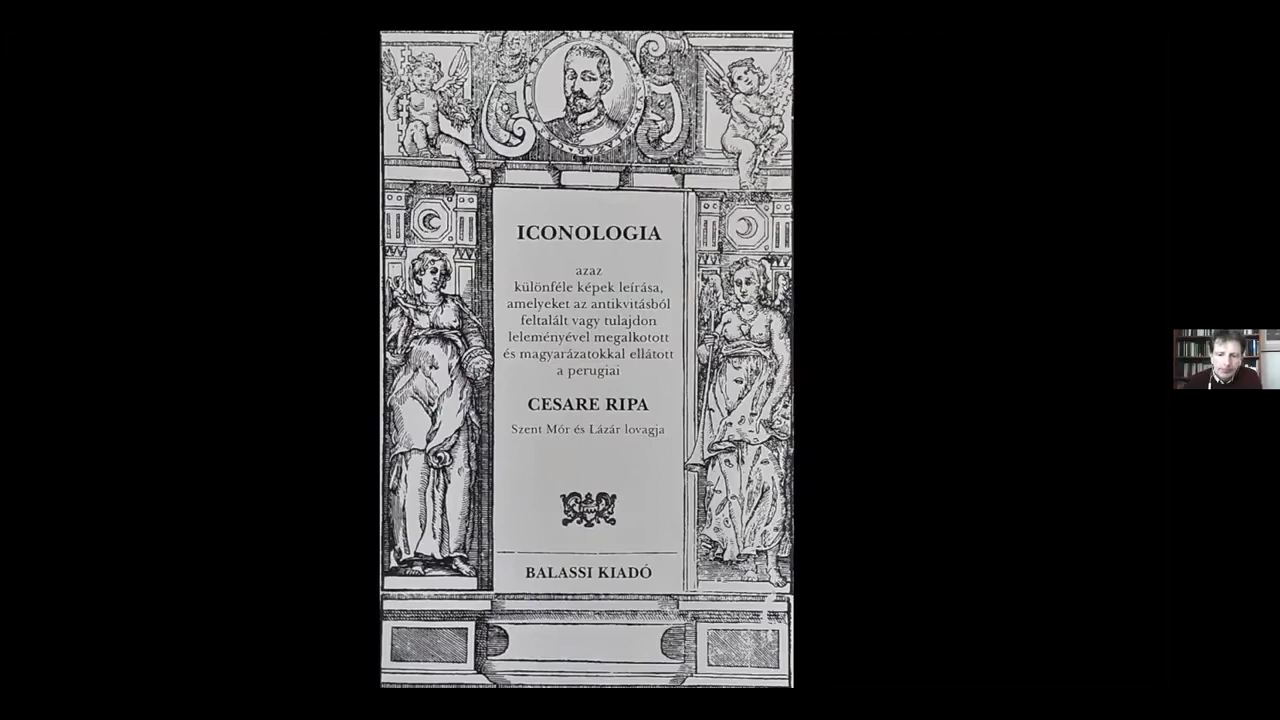 ICONOLOGIA
azaz
különféle képek leírása,
amelyeket az antikvitásból
feltalált vagy tulajdon
leleményével megalkotott
és magyarázatokkal ellátott
a perugiai
CESARE RIPA
Szent Mór és Lázár lovagja
BALASSI KIADÓ